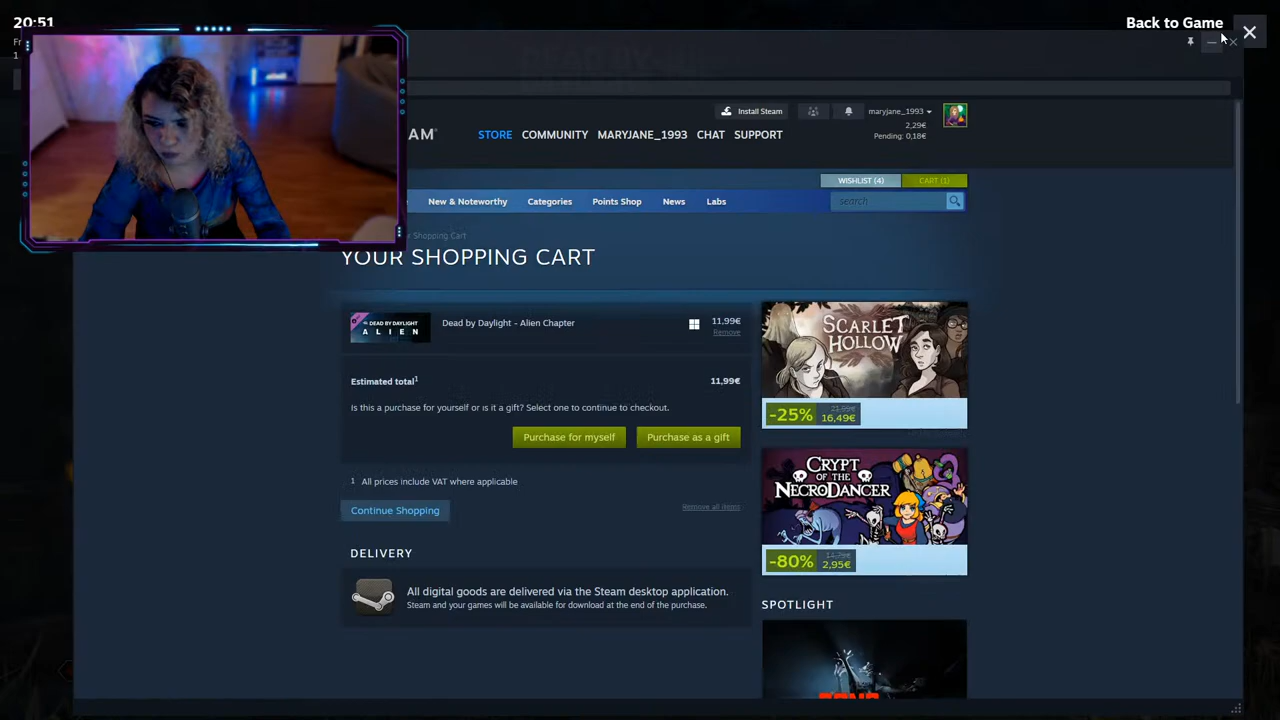 20:51
Back to Game
Install Steam
maryjane_1993
2,29€
Pending: 0,18€
STORE COMMUNITY MARYJANE_1993 CHAT SUPPORT
WISHLIST (4) CART (1)
New & Noteworthy Categories Points Shop News Labs
search
> Shopping Cart
YOUR SHOPPING CART
DEAD BY DAYLIGHT
ALIEN
Dead by Daylight - Alien Chapter
11,99€
Remove
Estimated total¹
11,99€
Is this a purchase for yourself or is it a gift? Select one to continue to checkout.
Purchase for myself
Purchase as a gift
1 All prices include VAT where applicable
Continue Shopping
Remove all items
DELIVERY
All digital goods are delivered via the Steam desktop application.
Steam and your games will be available for download at the end of the purchase.
SCARLET
HOLLOW
-25%
21,99€
16,49€
CRYPT
OF THE
NECRODANCER
-80%
14,79€
2,95€
SPOTLIGHT